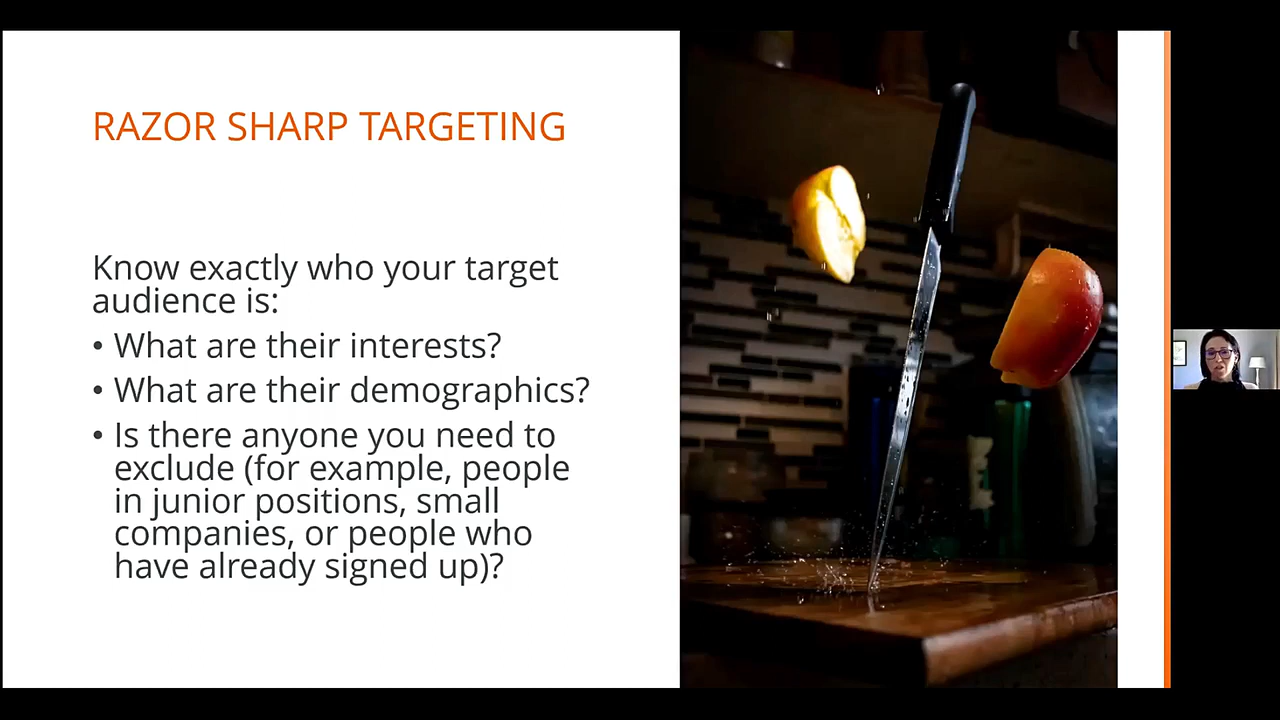 RAZOR SHARP TARGETING
Know exactly who your target
audience is:
• What are their interests?
• What are their demographics?
• Is there anyone you need to
exclude (for example, people
in junior positions, small
companies, or people who
have already signed up)?